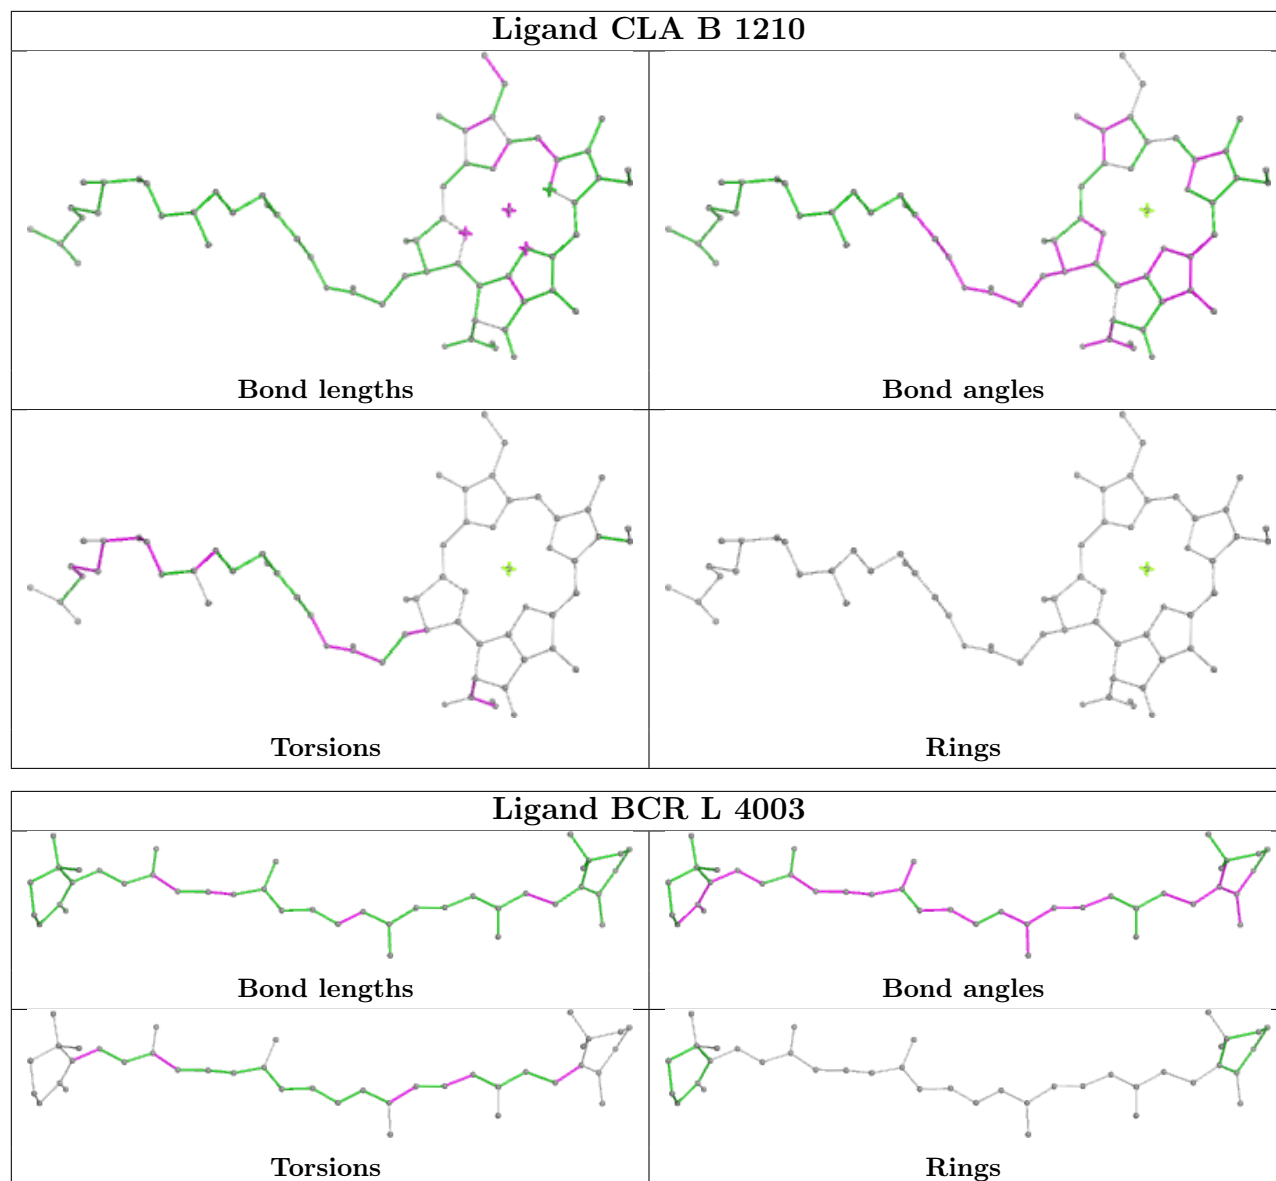 Ligand CLA B 1210
Bond lengths
Bond angles
Torsions
Rings
Ligand BCR L 4003
Bond lengths
Bond angles
Torsions
Rings